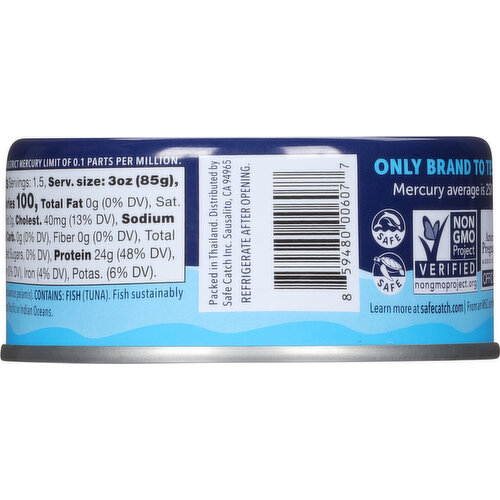 STRICT MERCURY LIMIT OF 0.1 PARTS PER MILLION.
Servings: 1.5, Serv. size: 3oz (85g),
100, Total Fat 0g (0% DV), Sat.
0g, Cholest. 40mg (13% DV), Sodium
Carb. 0g (0% DV), Fiber 0g (0% DV), Total
Sugars, 0% DV), Protein 24g (48% DV),
DV), Iron (4% DV), Potas. (6% DV).
pelamis). CONTAINS: FISH (TUNA). Fish sustainably
Indian Oceans.
Packed in Thailand. Distributed by
Safe Catch Inc. Sausalito, CA 94965
REFRIGERATE AFTER OPENING.
8 59480 00607 7
ONLY BRAND TO TE
Mercury average is
SAFE
SAFE
NON
GMO
Project
VERIFIED
nongmoproject.org
Learn more at safecatch.com | From an